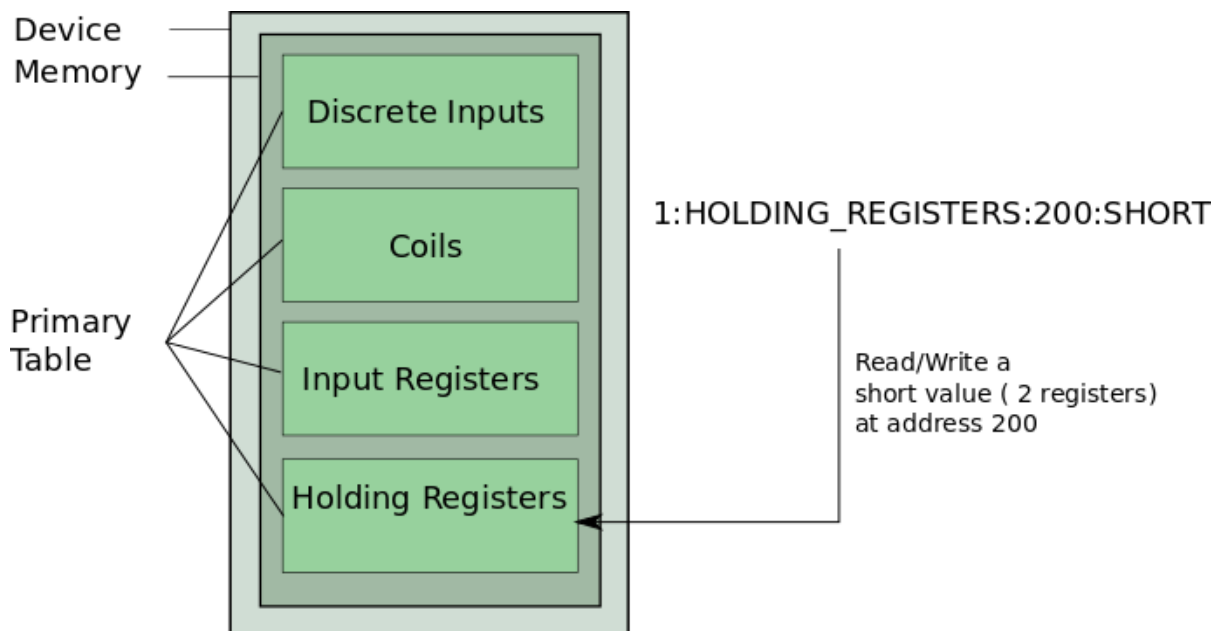 Device
Memory
Discrete Inputs
Coils
Input Registers
Holding Registers
Primary
Table
1:HOLDING_REGISTERS:200:SHORT
Read/Write a
short value ( 2 registers)
at address 200